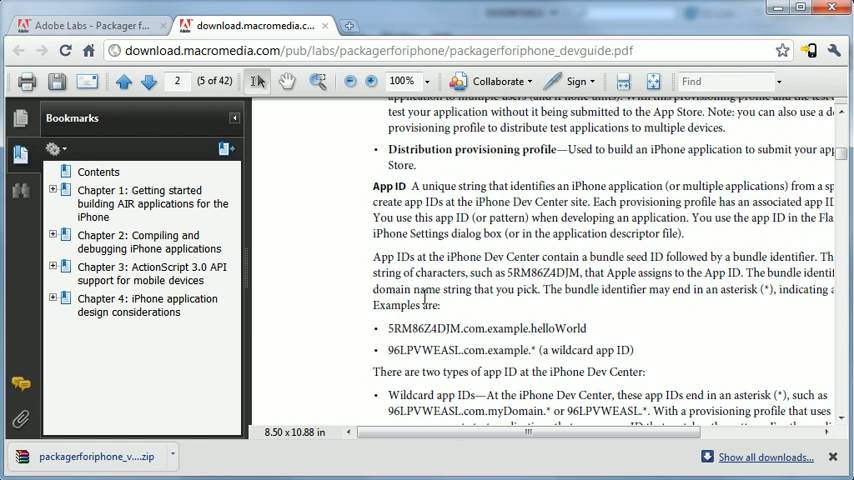 Adobe Labs - Packager f...
download.macromedia.c...
download.macromedia.com/pub/labs/packagerforiphone/packagerforiphone_devguide.pdf
2 (5 of 42) 100% Collaborate Sign Find
Bookmarks
Contents
Chapter 1: Getting started
building AIR applications for the
iPhone
Chapter 2: Compiling and
debugging iPhone applications
Chapter 3: ActionScript 3.0 API
support for mobile devices
Chapter 4: iPhone application
design considerations
test your application without it being submitted to the App Store. Note: you can also use a de
provisioning profile to distribute test applications to multiple devices.
• Distribution provisioning profile—Used to build an iPhone application to submit your app
Store.
App ID A unique string that identifies an iPhone application (or multiple applications) from a sp
create app IDs at the iPhone Dev Center site. Each provisioning profile has an associated app ID
You use this app ID (or pattern) when developing an application. You use the app ID in the Fla
iPhone Settings dialog box (or in the application descriptor file).
App IDs at the iPhone Dev Center contain a bundle seed ID followed by a bundle identifier. Th
string of characters, such as 5RM86Z4DJM, that Apple assigns to the App ID. The bundle identif
domain name string that you pick. The bundle identifier may end in an asterisk (*), indicating a
Examples are:
• 5RM86Z4DJM.com.example.helloWorld
• 96LPVWEASL.com.example.* (a wildcard app ID)
There are two types of app ID at the iPhone Dev Center:
• Wildcard app IDs—At the iPhone Dev Center, these app IDs end in an asterisk (*), such as
96LPVWEASL.com.myDomain.* or 96LPVWEASL.*. With a provisioning profile that uses
8.50 x 10.88 in
packagerforiphone_v....zip
Show all downloads...